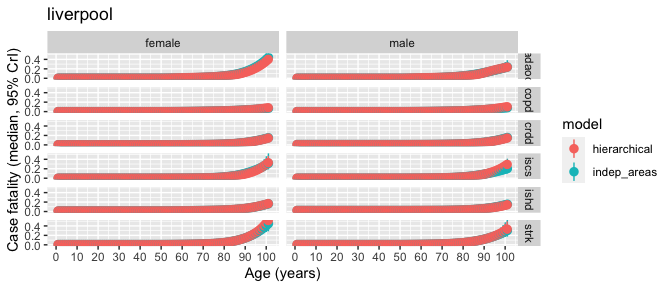 liverpool
female male
Case fatality (median, 95% CrI)
0.4
0.2
0.0
adaoc
0.4
0.2
0.0
copd
0.4
0.2
0.0
crdd
0.4
0.2
0.0
iscs
0.4
0.2
0.0
ishd
0.4
0.2
0.0
strk
0 10 20 30 40 50 60 70 80 90 100 0 10 20 30 40 50 60 70 80 90 100
Age (years)
model
hierarchical
indep_areas